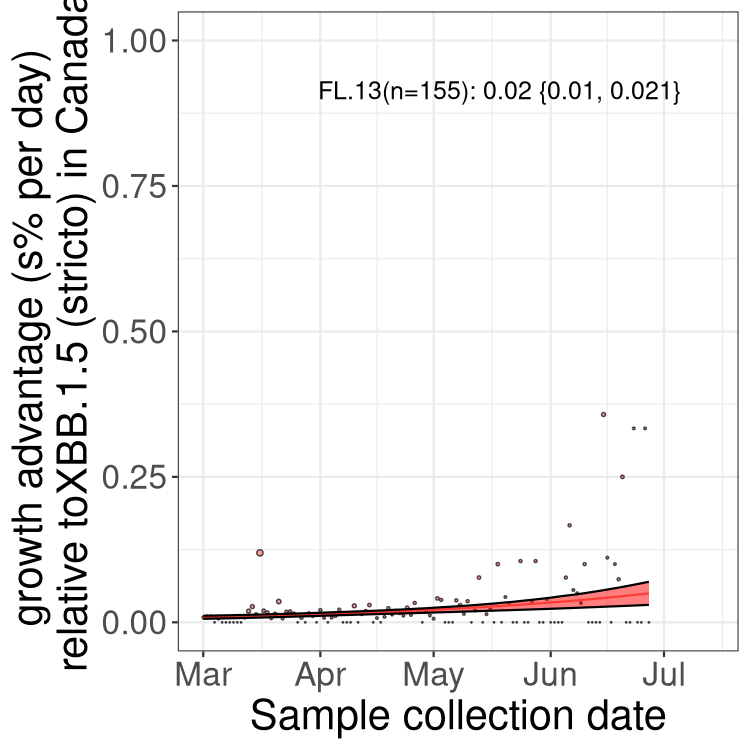 growth advantage (s% per day)
relative toXBB.1.5 (stricto) in Canada
1.00
0.75
0.50
0.25
0.00
FL.13(n=155): 0.02 {0.01, 0.021}
Mar Apr May Jun Jul
Sample collection date